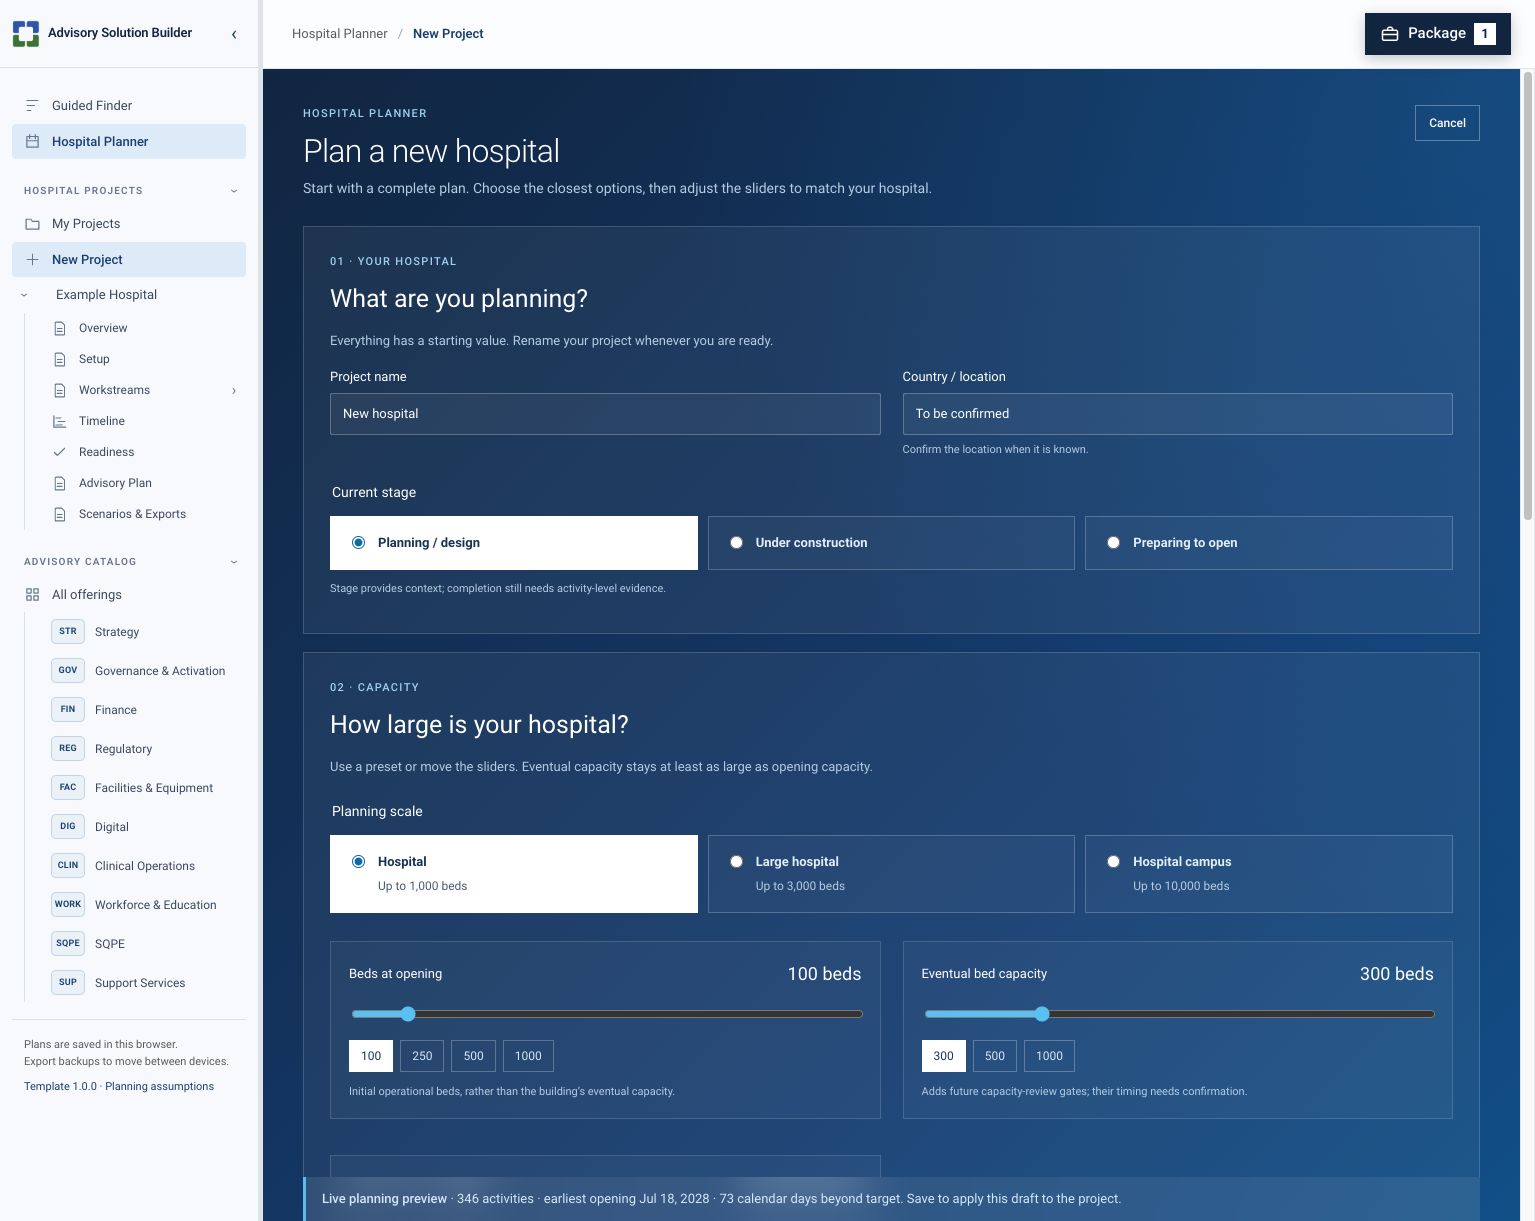 Advisory Solution Builder
Guided Finder
Hospital Planner
HOSPITAL PROJECTS
My Projects
New Project
Example Hospital
Overview
Setup
Workstreams
Timeline
Readiness
Advisory Plan
Scenarios & Exports
ADVISORY CATALOG
All offerings
STR Strategy
GOV Governance & Activation
FIN Finance
REG Regulatory
FAC Facilities & Equipment
DIG Digital
CLIN Clinical Operations
WORK Workforce & Education
SQPE SQPE
SUP Support Services
Plans are saved in this browser.
Export backups to move between devices.
Template 1.0.0 · Planning assumptions
Hospital Planner / New Project
Package 1
HOSPITAL PLANNER
Cancel
Plan a new hospital
Start with a complete plan. Choose the closest options, then adjust the sliders to match your hospital.
01 · YOUR HOSPITAL
What are you planning?
Everything has a starting value. Rename your project whenever you are ready.
Project name
New hospital
Country / location
To be confirmed
Confirm the location when it is known.
Current stage
Planning / design
Under construction
Preparing to open
Stage provides context; completion still needs activity-level evidence.
02 · CAPACITY
How large is your hospital?
Use a preset or move the sliders. Eventual capacity stays at least as large as opening capacity.
Planning scale
Hospital
Up to 1,000 beds
Large hospital
Up to 3,000 beds
Hospital campus
Up to 10,000 beds
Beds at opening 100 beds
100 250 500 1000
Initial operational beds, rather than the building's eventual capacity.
Eventual bed capacity 300 beds
300 500 1000
Adds future capacity-review gates; their timing needs confirmation.
Live planning preview · 346 activities · earliest opening Jul 18, 2028 · 73 calendar days beyond target. Save to apply this draft to the project.